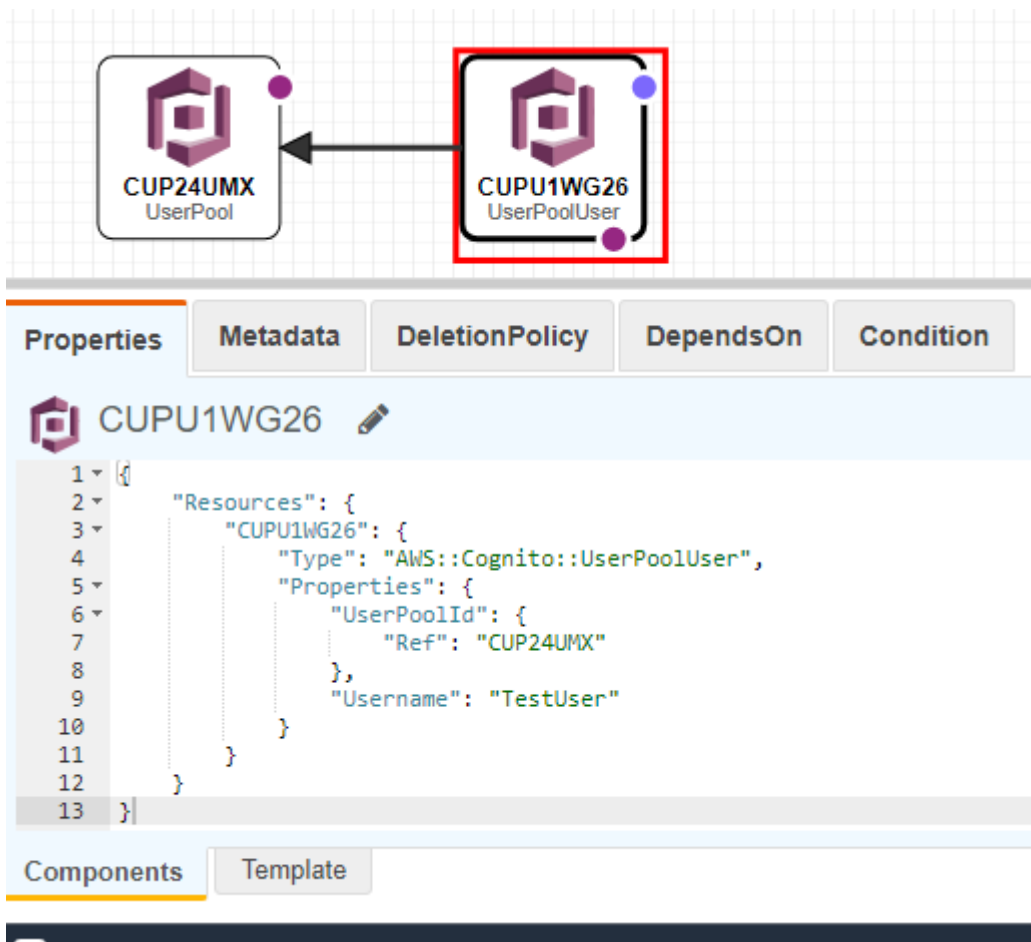 CUP24UMX
UserPool
CUPU1WG26
UserPoolUser
Properties Metadata DeletionPolicy DependsOn Condition
CUPU1WG26
1 {
2     "Resources": {
3         "CUPU1WG26": {
4             "Type": "AWS::Cognito::UserPoolUser",
5             "Properties": {
6                 "UserPoolId": {
7                     "Ref": "CUP24UMX"
8                 },
9                 "Username": "TestUser"
10             }
11         }
12     }
13 }
Components Template